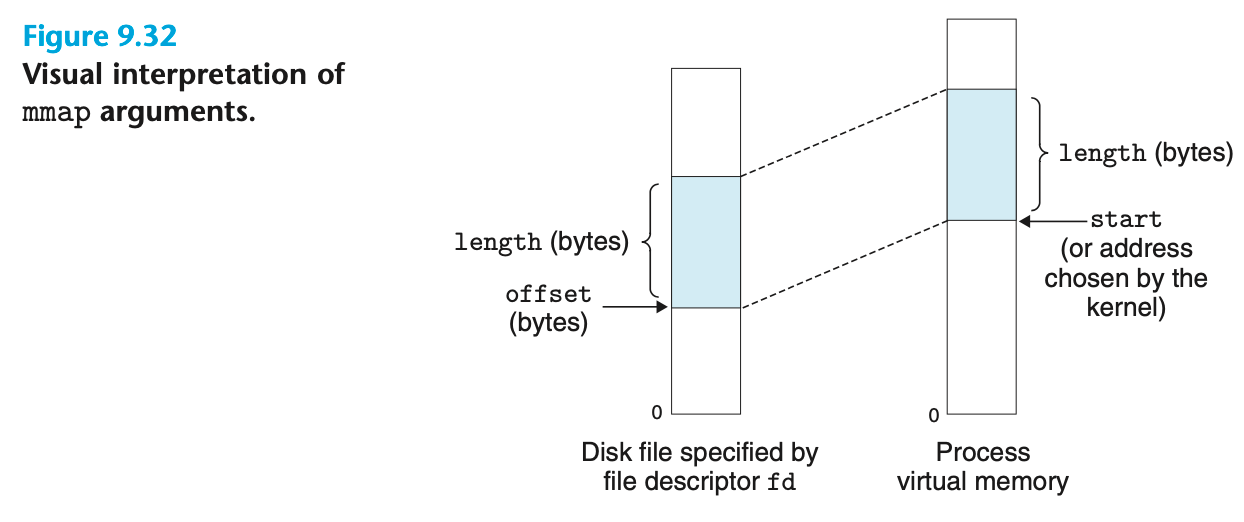 Figure 9.32
Visual interpretation of
mmap arguments.
length (bytes)
offset
(bytes)
0
Disk file specified by
file descriptor fd
length (bytes)
start
(or address
chosen by the
kernel)
0
Process
virtual memory